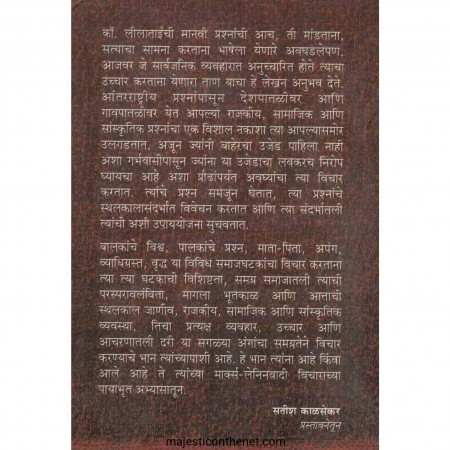 कॉ. लीलाताईंची मानवी प्रश्नांची आच, ती मांडताना,
सत्याचा सामना करताना भाषेला येणारे अवघडलेपण.
आजवर जे सार्वजनिक व्यवहारात अनुच्चारित होते त्याचा
उच्चार करताना येणारा ताण याचा हे लेखन अनुभव देते.
आंतरराष्ट्रीय प्रश्नांपासून देशपातळीवर आणि
गावपातळीवर येत आपल्या राजकीय, सामाजिक आणि
सांस्कृतिक प्रश्नांचा एक विशाल नकाशा त्या आपल्यासमोर
उलगडतात. अजून ज्यांनी बाहेरचा उजेड पाहिला नाही
अशा गर्भवासींपासून ज्यांना या उजेडाचा लवकरच निरोप
घ्यायचा आहे अशा प्रौढांपर्यंत अवघ्यांचा त्या विचार
करतात. त्यांचे प्रश्न समजून घेतात, त्या प्रश्नांचे
स्थलकालासंदर्भात विवेचन करतात आणि त्या संदर्भातली
त्यांची अशी उपाययोजना सुचवतात.
बालकांचे विश्व, पालकांचे प्रश्न, माता-पिता, अपंग,
व्याधिग्रस्त, वृद्ध या विविध समाजघटकांचा विचार करताना
त्या त्या घटकाची विशिष्टता, समग्र समाजातली त्यांची
परस्परावलंबिता, मागला भूतकाळ आणि आत्ताची
स्थलकाल जाणीव, राजकीय, सामाजिक आणि सांस्कृतिक
व्यवस्था, तिचा प्रत्यक्ष व्यवहार, उच्चार आणि
आचरणातली दरी या सगळ्या अंगांचा समग्रतेने विचार
करण्याचे भान त्यांच्यापाशी आहे. हे भान त्यांना आहे किंवा
आले आहे ते त्यांच्या मार्क्स-लेनिनवादी विचाराच्या
पायाभूत अभ्यासातून.
सतीश काळसेकर
प्रस्तावनेतून
majesticonthenet.com